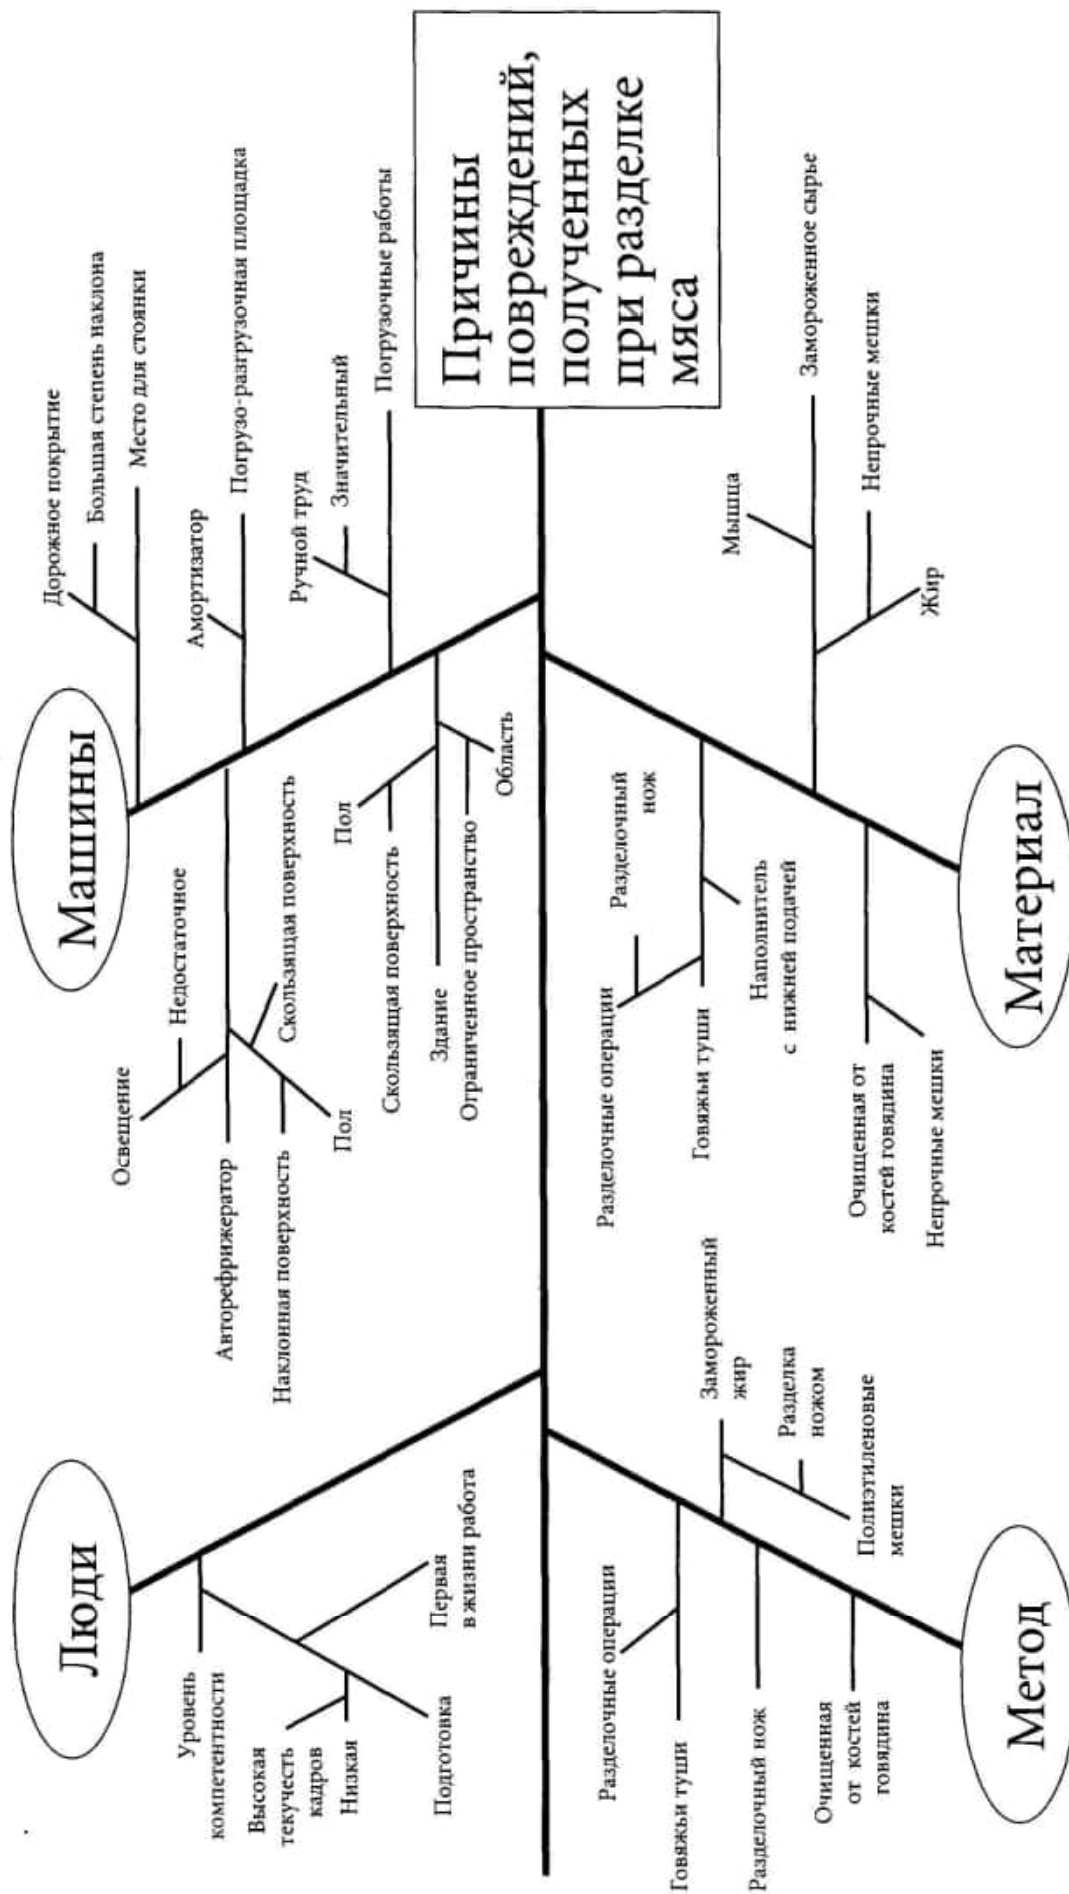 Люди
Уровень
компетентности
Высокая
текучесть
кадров
Низкая
Подготовка
Первая
в жизни работа
Машины
Дорожное покрытие
Большая степень наклона
Место для стоянки
Амортизатор
Погрузо-разгрузочная площадка
Ручной труд
Значительный
Погрузочные работы
Освещение
Недостаточное
Авторефрижератор
Скользящая поверхность
Наклонная поверхность
Пол
Пол
Скользящая поверхность
Здание
Ограниченное пространство
Область
Причины
повреждений,
полученных
при разделке
мяса
Метод
Разделочные операции
Говяжьи туши
Разделочный нож
Очищенная
от костей
говядина
Замороженный
жир
Разделка
ножом
Полиэтиленовые
мешки
Материал
Разделочные операции
Разделочный
нож
Говяжьи туши
Наполнитель
с нижней подачей
Очищенная от
костей говядина
Непрочные мешки
Мышца
Замороженное сырье
Непрочные мешки
Жир